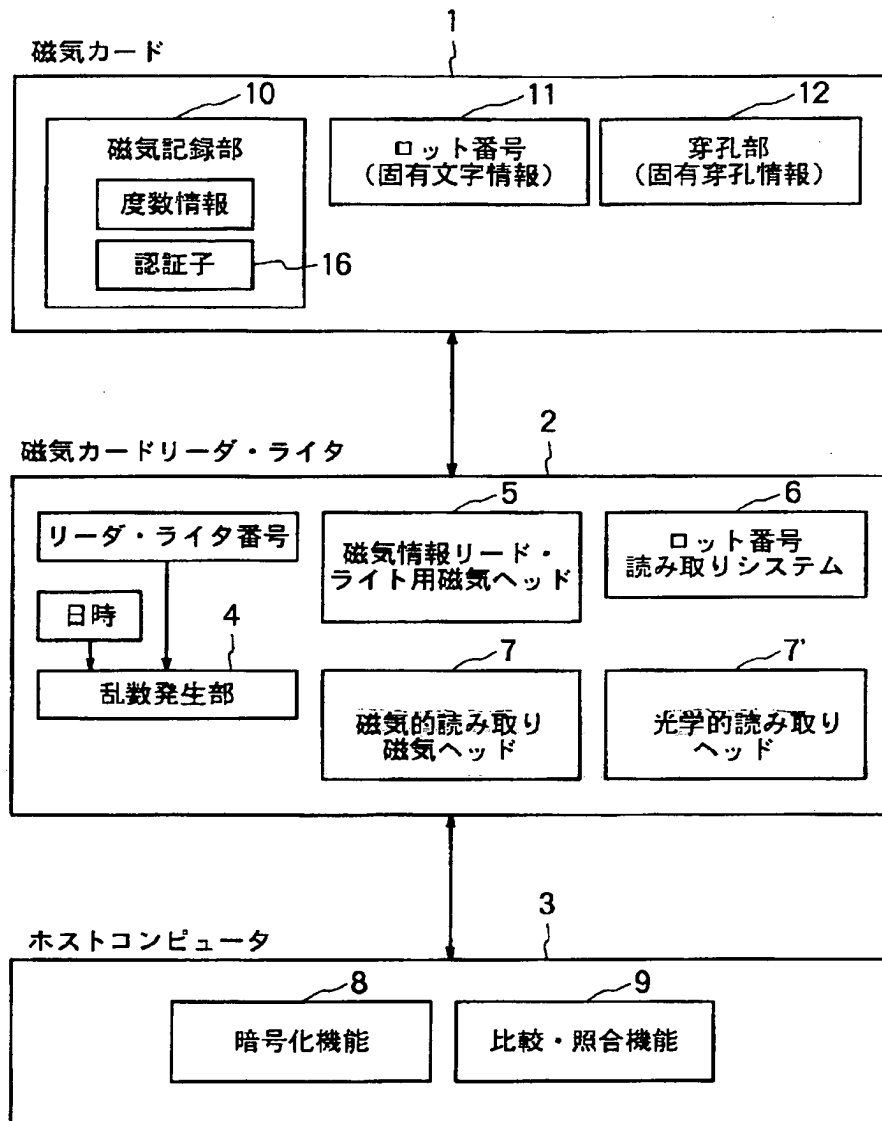 1
磁気カード
10
11
12
磁気記録部
度数情報
認証子
16
ロット番号
（固有文字情報）
穿孔部
（固有穿孔情報）
磁気カードリーダ・ライタ
2
リーダ・ライタ番号
日時
4
乱数発生部
5
磁気情報リード・
ライト用磁気ヘッド
6
ロット番号
読み取りシステム
7
磁気的読み取り
磁気ヘッド
7'
光学的読み取り
ヘッド
ホストコンピュータ
3
8
暗号化機能
9
比較・照合機能